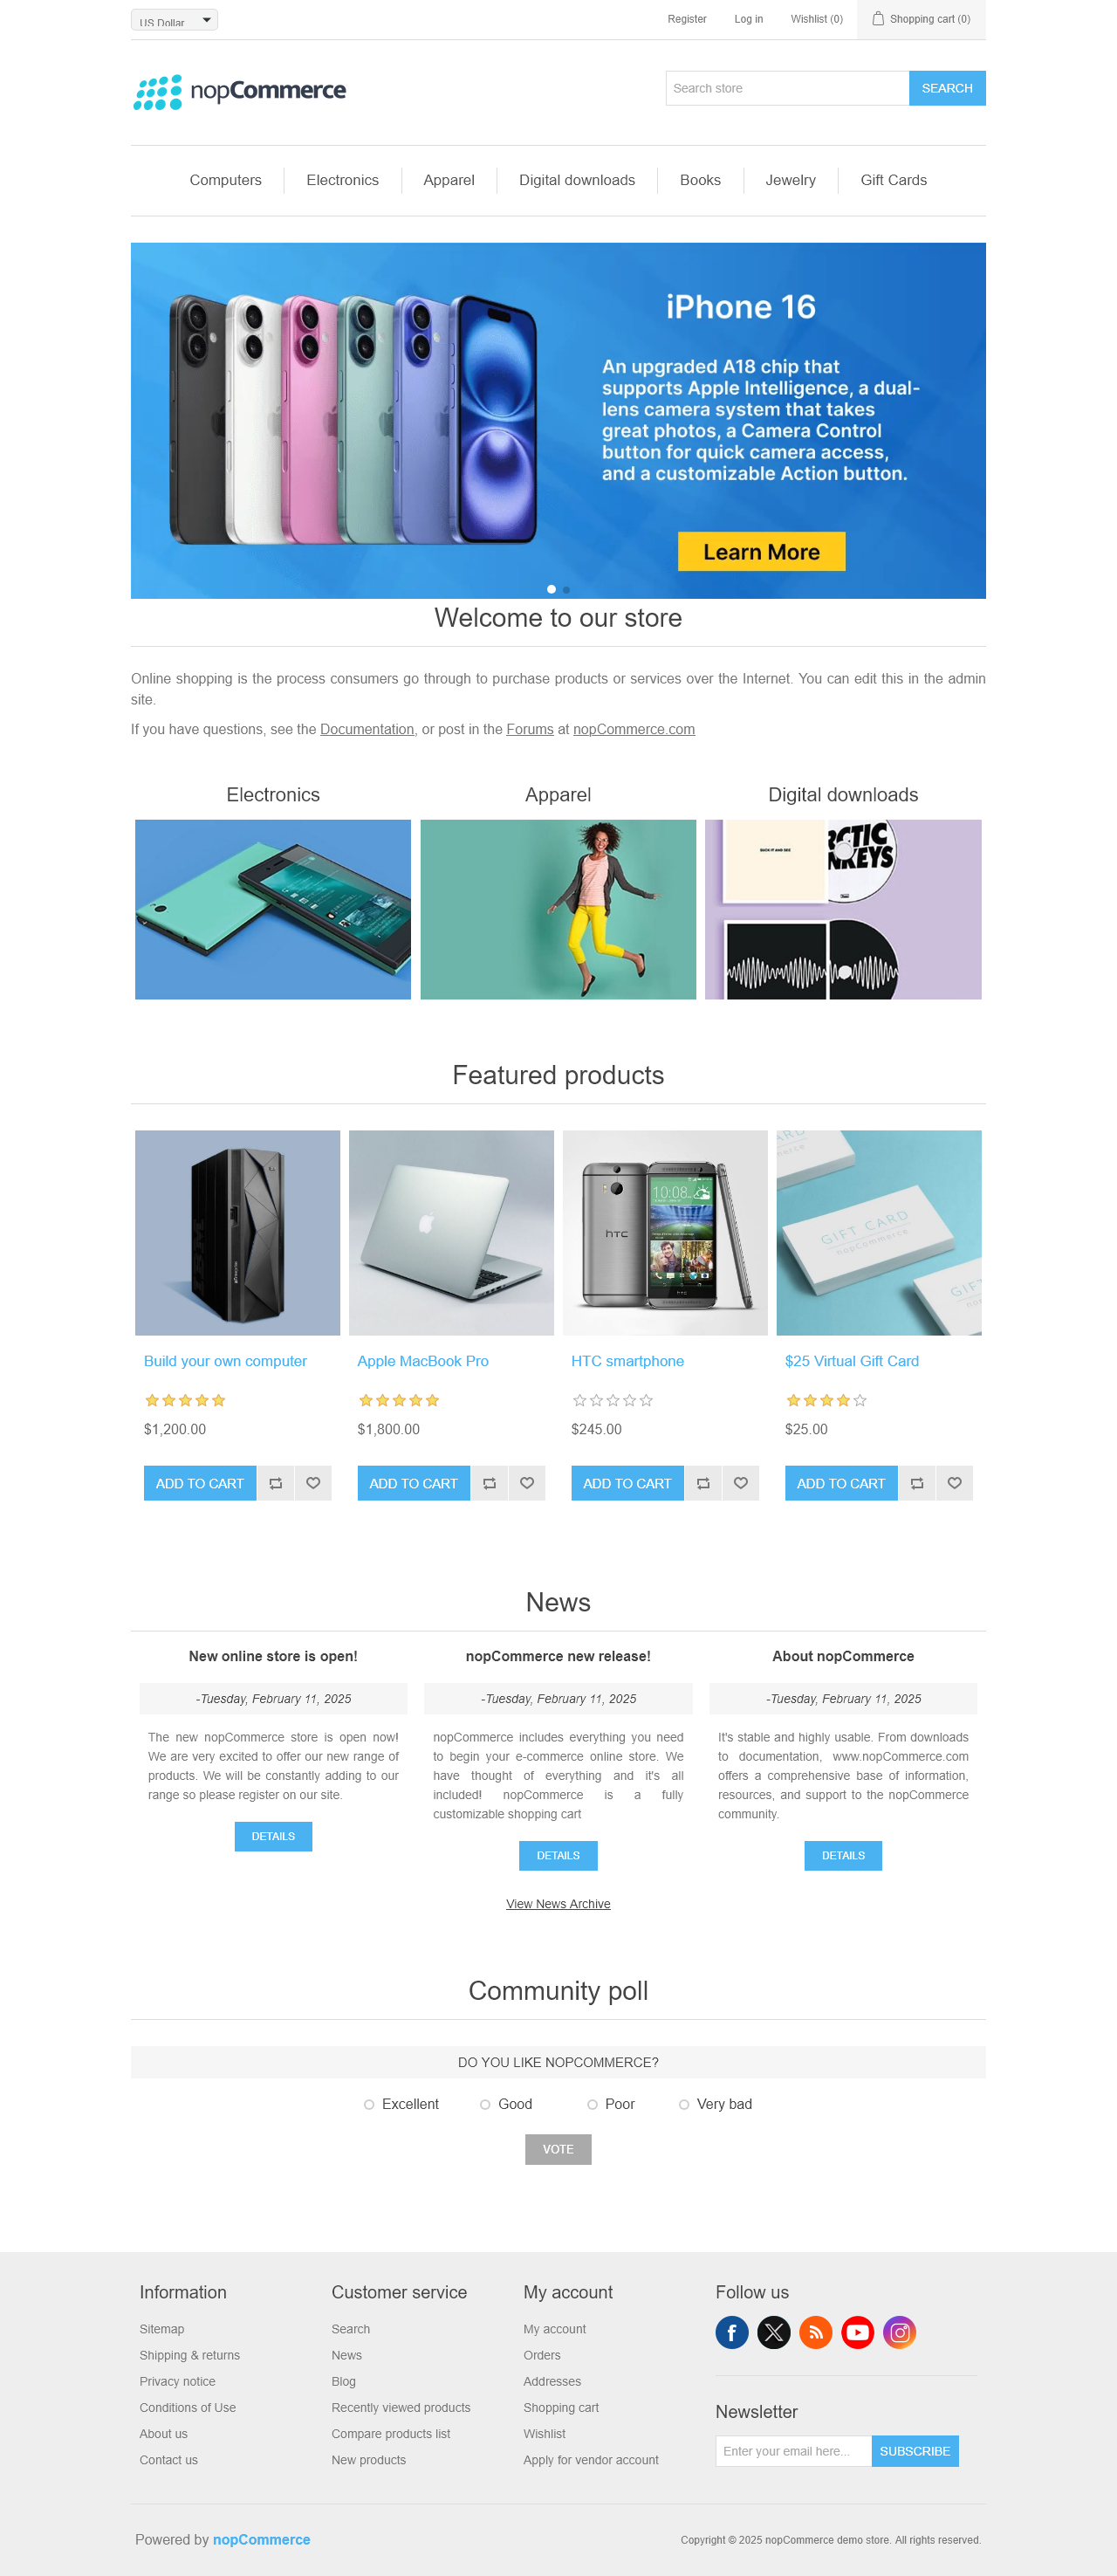 US Dollar
Register
Log in
Wishlist (0)
Shopping cart (0)
nopCommerce
Search store
SEARCH
Computers
Electronics
Apparel
Digital downloads
Books
Jewelry
Gift Cards
iPhone 16
An upgraded A18 chip that
supports Apple Intelligence, a dual-
lens camera system that takes
great photos, a Camera Control
button for quick camera access,
and a customizable Action button.
Learn More
Welcome to our store
Online shopping is the process consumers go through to purchase products or services over the Internet. You can edit this in the admin
site.
If you have questions, see the Documentation, or post in the Forums at nopCommerce.com
Electronics
Apparel
Digital downloads
BACK IT AND SEE
CTIC
KEYS
Featured products
10:08
hTC
GIFT CARD
nopCommerce
GIFT
Build your own computer
$1,200.00
ADD TO CART
Apple MacBook Pro
$1,800.00
ADD TO CART
HTC smartphone
$245.00
ADD TO CART
$25 Virtual Gift Card
$25.00
ADD TO CART
News
New online store is open!
-Tuesday, February 11, 2025
The new nopCommerce store is open now!
We are very excited to offer our new range of
products. We will be constantly adding to our
range so please register on our site.
DETAILS
nopCommerce new release!
-Tuesday, February 11, 2025
nopCommerce includes everything you need
to begin your e-commerce online store. We
have thought of everything and it's all
included! nopCommerce is a fully
customizable shopping cart
DETAILS
About nopCommerce
-Tuesday, February 11, 2025
It's stable and highly usable. From downloads
to documentation, www.nopCommerce.com
offers a comprehensive base of information,
resources, and support to the nopCommerce
community.
DETAILS
View News Archive
Community poll
DO YOU LIKE NOPCOMMERCE?
Excellent
Good
Poor
Very bad
VOTE
Information
Sitemap
Shipping & returns
Privacy notice
Conditions of Use
About us
Contact us
Customer service
Search
News
Blog
Recently viewed products
Compare products list
New products
My account
My account
Orders
Addresses
Shopping cart
Wishlist
Apply for vendor account
Follow us
Newsletter
Enter your email here...
SUBSCRIBE
Powered by nopCommerce
Copyright © 2025 nopCommerce demo store. All rights reserved.